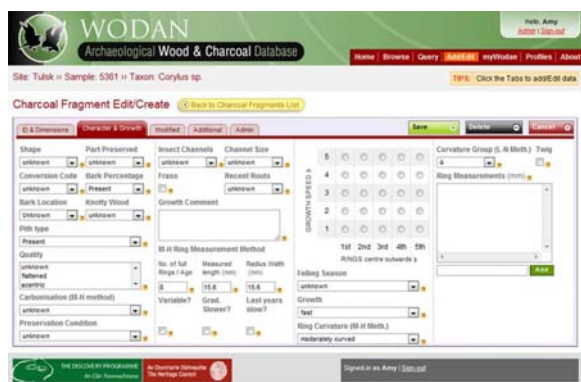 WODAN
Archaeological Wood & Charcoal Database
Hello, Amy
Admin | Sign out
Home Browse Query Add/Edit myWodan Profiles About
Site: Tulsk » Sample: 5361 » Taxon: Corylus sp.
TIPS: Click the Tabs to add/Edit data
Charcoal Fragment Edit/Create
Back to Charcoal Fragments List
ID & Dimensions Character & Growth Modified Additional Admin
Save Delete Cancel
Shape Part Preserved Insect Channels Channel Size
unknown unknown unknown unknown
Conversion Code Bark Percentage Frass Recent Roots
unknown Present unknown
Bark Location Knotty Wood Growth Comment
Unknown unknown
Pith type
Present
Quality
unknown
flattened
eccentric
Carbonisation (M-H method)
unknown
Preservation Condition
unknown
M-H Ring Measurement Method
No. of full Rings / Age
Measured length (mm)
Radius Width (mm)
8 15.6 15.6
Variable? Grad. Slower? Last years slow?
GROWTH SPEED »
5
4
3
2
1
1st 2nd 3rd 4th 5th
RINGS centre outwards »
Felling Season
unknown
Growth
fast
Ring Curvature (M-H Meth.)
moderately curved
Curvature Group (L-N Meth.) Twig
Ring Measurements (mm)
Add
THE DISCOVERY PROGRAMME
An Chomhairle Oidhreachta
The Heritage Council
Signed-in as Amy | Sign out